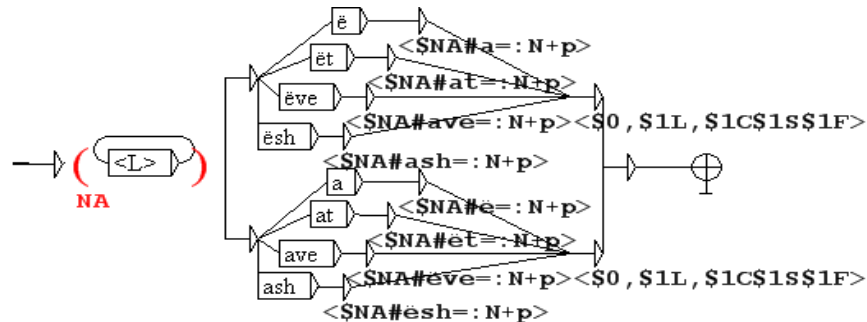 ë
<$NA#a=:N+p>
ët
<$NA#at=:N+p>
ëve
<$NA#ave=:N+p><$0,$1L,$1C$1S$1F>
ësh
<$NA#ash=:N+p>
(<L>)
NA
a
<$NA#ë=:N+p>
at
<$NA#ët=:N+p>
ave
<$NA#ëve=:N+p><$0,$1L,$1C$1S$1F>
ash
<$NA#ësh=:N+p>